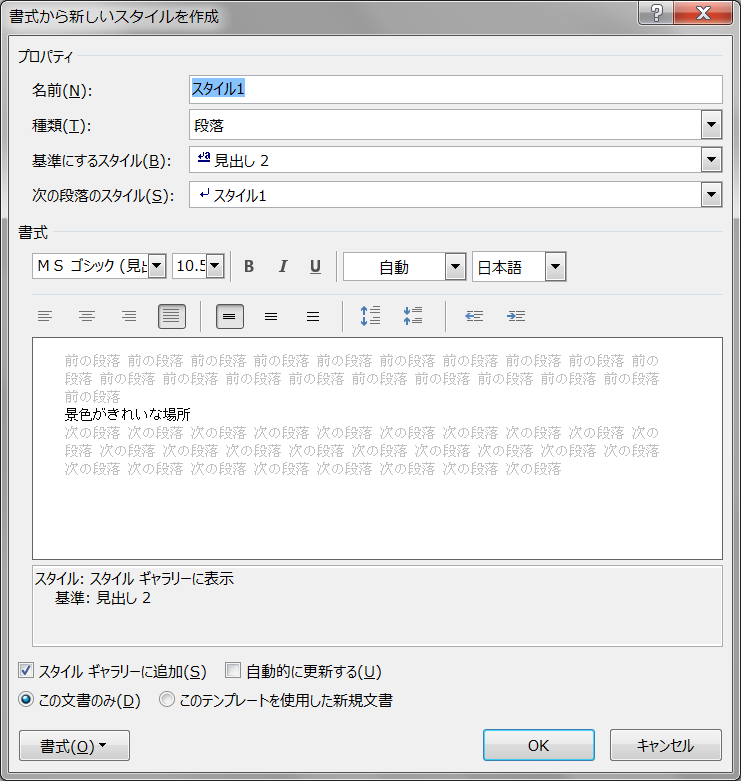 書式から新しいスタイルを作成
プロパティ
名前(N):
スタイル1
種類(T):
段落
基準にするスタイル(B):
見出し 2
次の段落のスタイル(S):
スタイル1
書式
ＭＳ ゴシック (見出 10.5 B I U 自動 日本語
前の段落 前の段落 前の段落 前の段落 前の段落 前の段落 前の段落 前の段落 前の段落 前の
段落 前の段落 前の段落 前の段落 前の段落 前の段落 前の段落 前の段落 前の段落 前の段落
前の段落
景色がきれいな場所
次の段落 次の段落 次の段落 次の段落 次の段落 次の段落 次の段落 次の段落 次の段落 次の
段落 次の段落 次の段落 次の段落 次の段落 次の段落 次の段落 次の段落 次の段落 次の段落
次の段落 次の段落 次の段落 次の段落 次の段落 次の段落 次の段落 次の段落
スタイル: スタイル ギャラリーに表示
基準: 見出し 2
スタイル ギャラリーに追加(S) 自動的に更新する(U)
この文書のみ(D) このテンプレートを使用した新規文書
書式(O) OK キャンセル